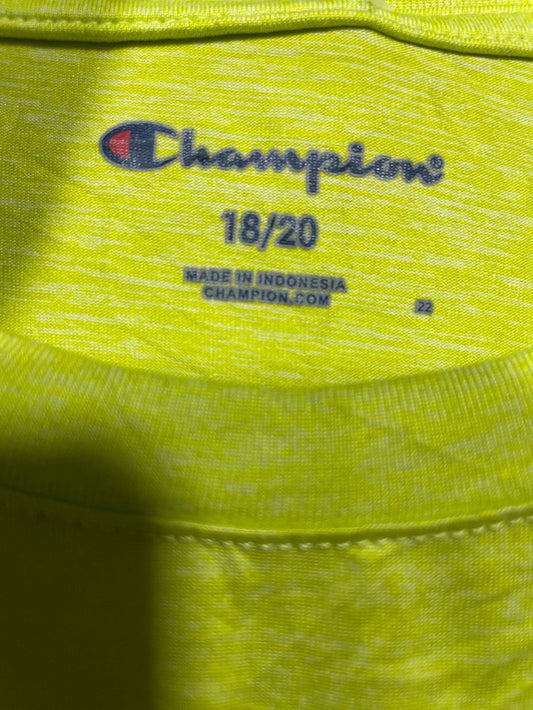 Champion®
18/20
MADE IN INDONESIA
CHAMPION.COM
22